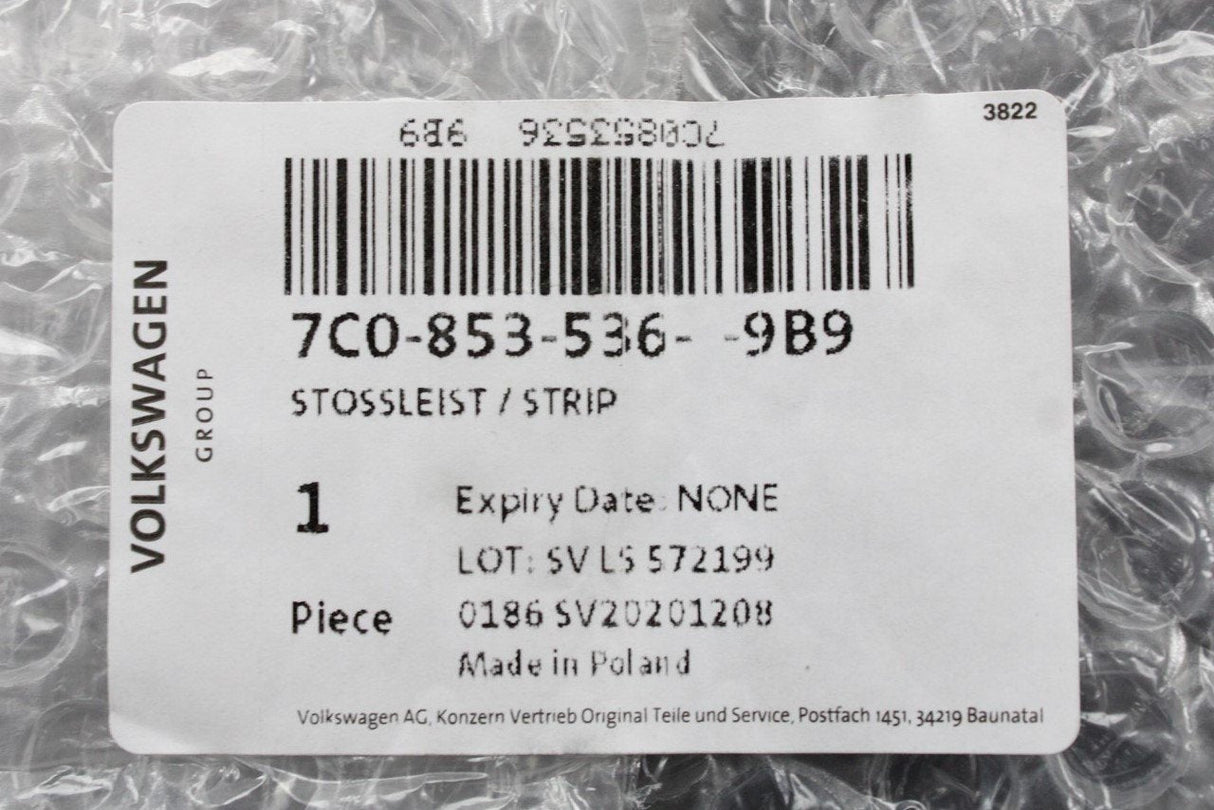 3822
7C0853536 9B9
7C0-853-536- -9B9
STOSSLEIST / STRIP
VOLKSWAGEN
GROUP
1
Piece
Expiry Date: NONE
LOT: SV LS 572199
0186 SV20201208
Made in Poland
Volkswagen AG, Konzern Vertrieb Original Teile und Service, Postfach 1451, 34219 Baunatal